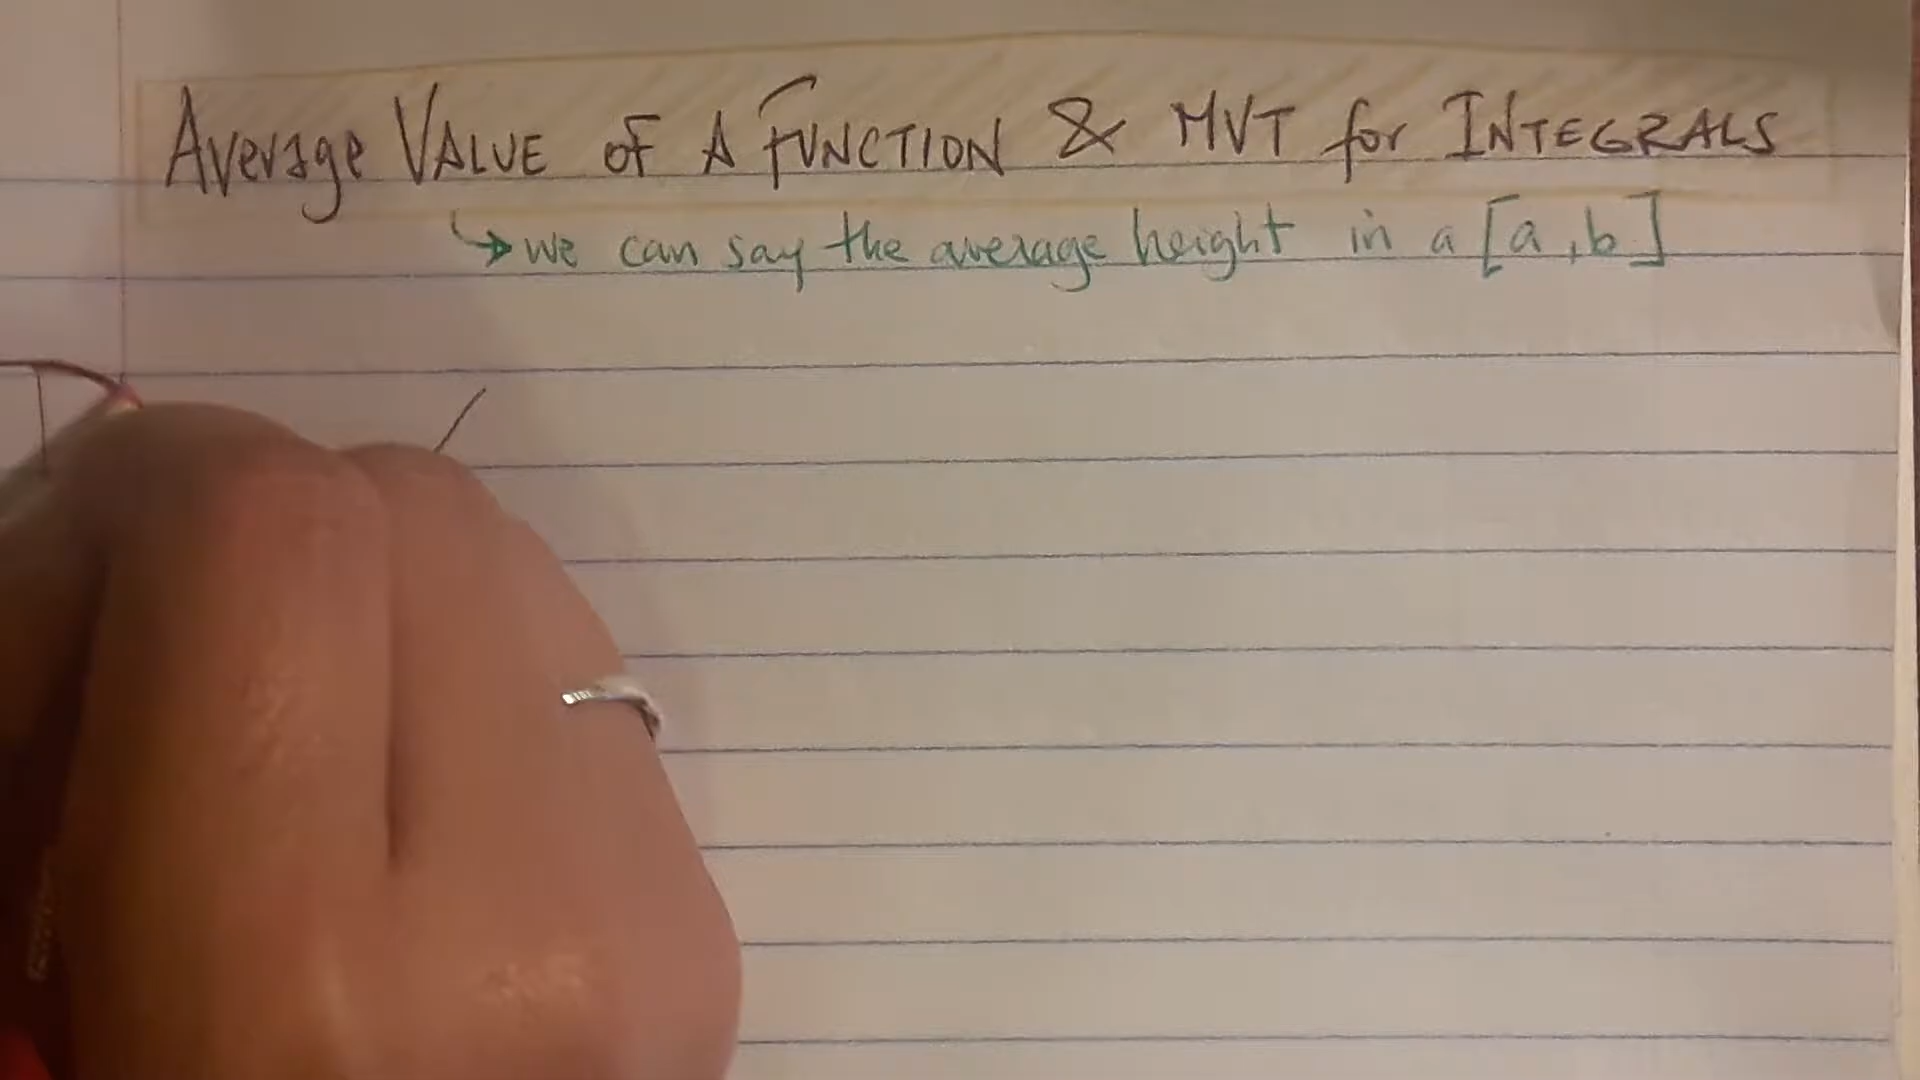 Average VALUE of A FUNCTION & MVT for INTEGRALS
↳ we can say the average height in a [a,b]